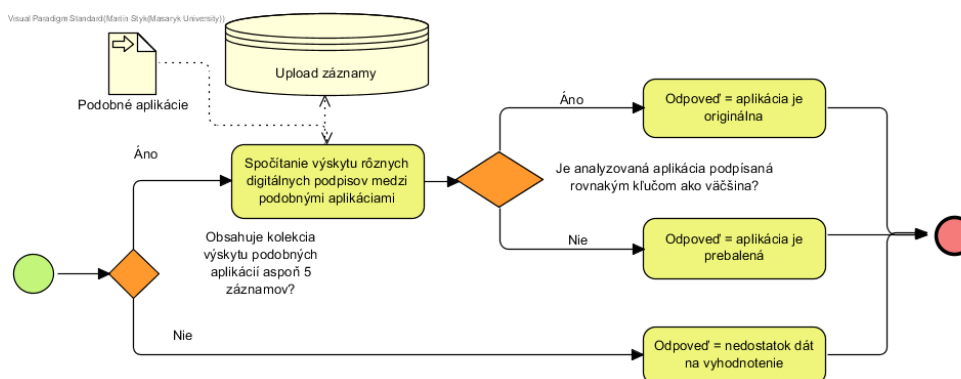 Visual Paradigm Standard(Martin Styk(Masaryk University))
Podobné aplikácie
Upload záznamy
Áno
Spočítanie výskytu rôznych
digitálnych podpisov medzi
podobnými aplikáciami
Obsahuje kolekcia
výskytu podobných
aplikácií aspoň 5
záznamov?
Nie
Áno
Je analyzovaná aplikácia podpísaná
rovnakým kľučom ako väčšina?
Nie
Odpoveď = aplikácia je
originálna
Odpoveď = aplikácia je
prebalená
Odpoveď = nedostatok dát
na vyhodnotenie